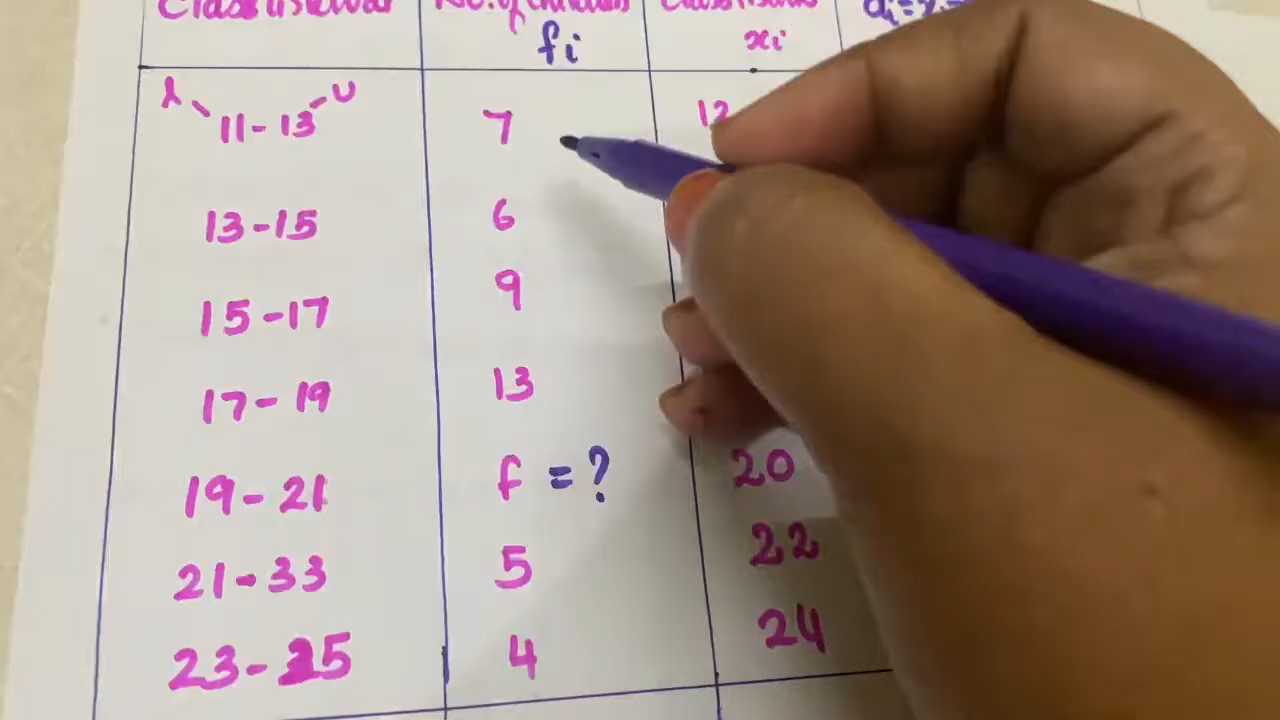 fi xi
λ U
11-13 7 12
13-15 6
15-17 9
17-19 13
19-21 f = ? 20
21-33 5 22
23-25 4 24